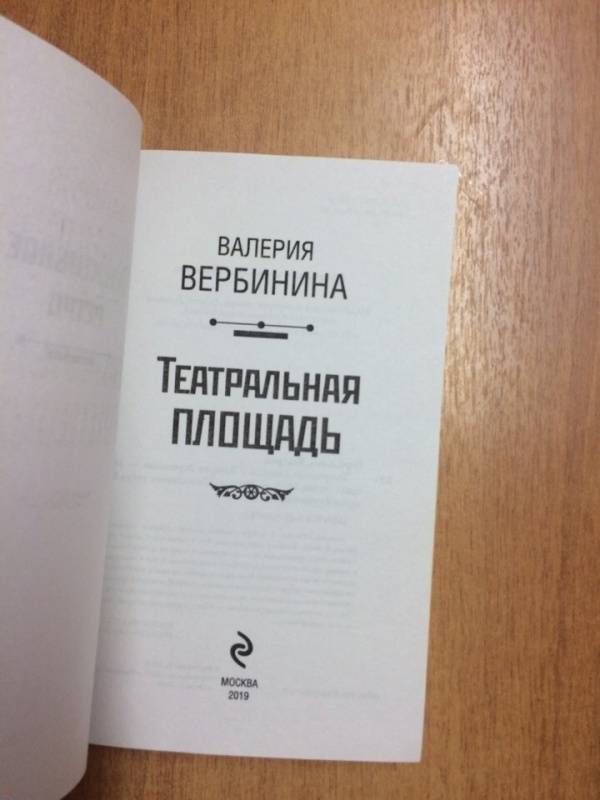 ВАЛЕРИЯ
ВЕРБИНИНА
ТЕАТРАЛЬНАЯ
ПЛОЩАДЬ
МОСКВА
2019